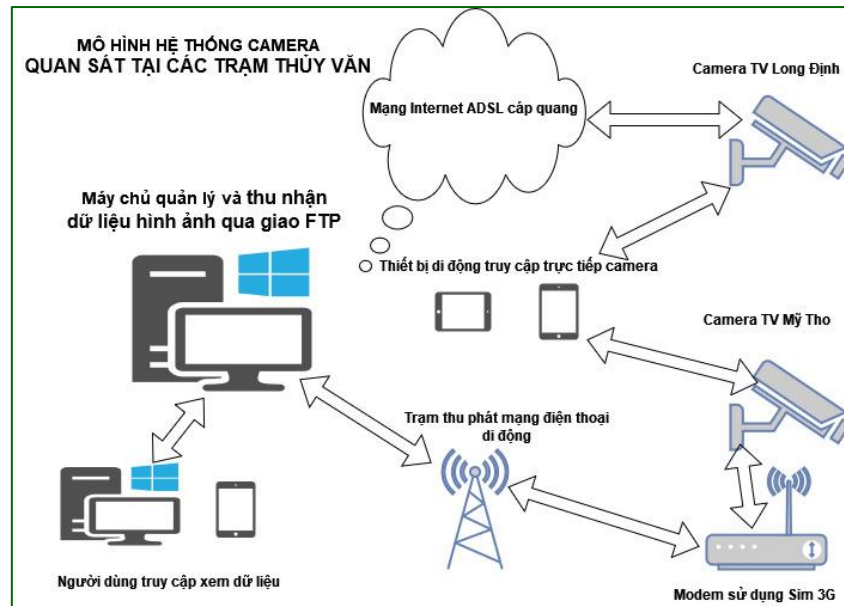 MÔ HÌNH HỆ THỐNG CAMERA
QUAN SÁT TẠI CÁC TRẠM THỦY VĂN
Camera TV Long Định
Mạng Internet ADSL cáp quang
Máy chủ quản lý và thu nhận
dữ liệu hình ảnh qua giao FTP
Thiết bị di động truy cập trực tiếp camera
Camera TV Mỹ Tho
Trạm thu phát mạng điện thoại
di động
Người dùng truy cập xem dữ liệu
Modem sử dụng Sim 3G